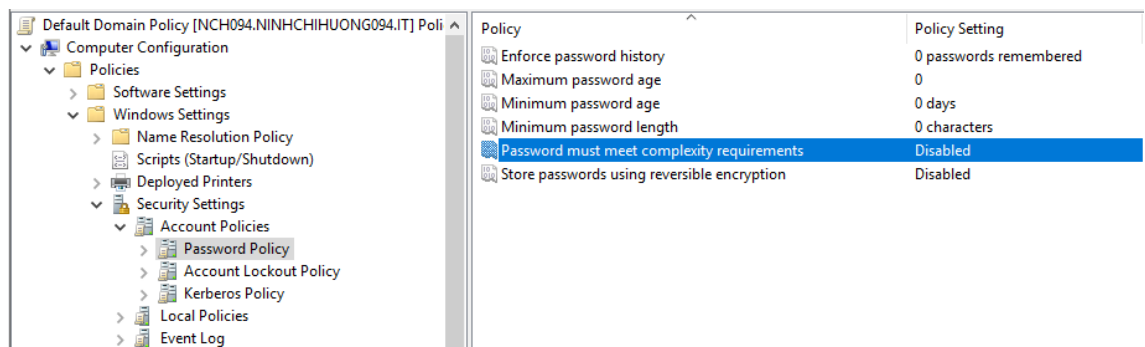 Default Domain Policy [NCH094.NINHCHIHUONG094.IT] Poli
Computer Configuration
Policies
Software Settings
Windows Settings
Name Resolution Policy
Scripts (Startup/Shutdown)
Deployed Printers
Security Settings
Account Policies
Password Policy
Account Lockout Policy
Kerberos Policy
Local Policies
Event Log
Policy Policy Setting
Enforce password history 0 passwords remembered
Maximum password age 0
Minimum password age 0 days
Minimum password length 0 characters
Password must meet complexity requirements Disabled
Store passwords using reversible encryption Disabled